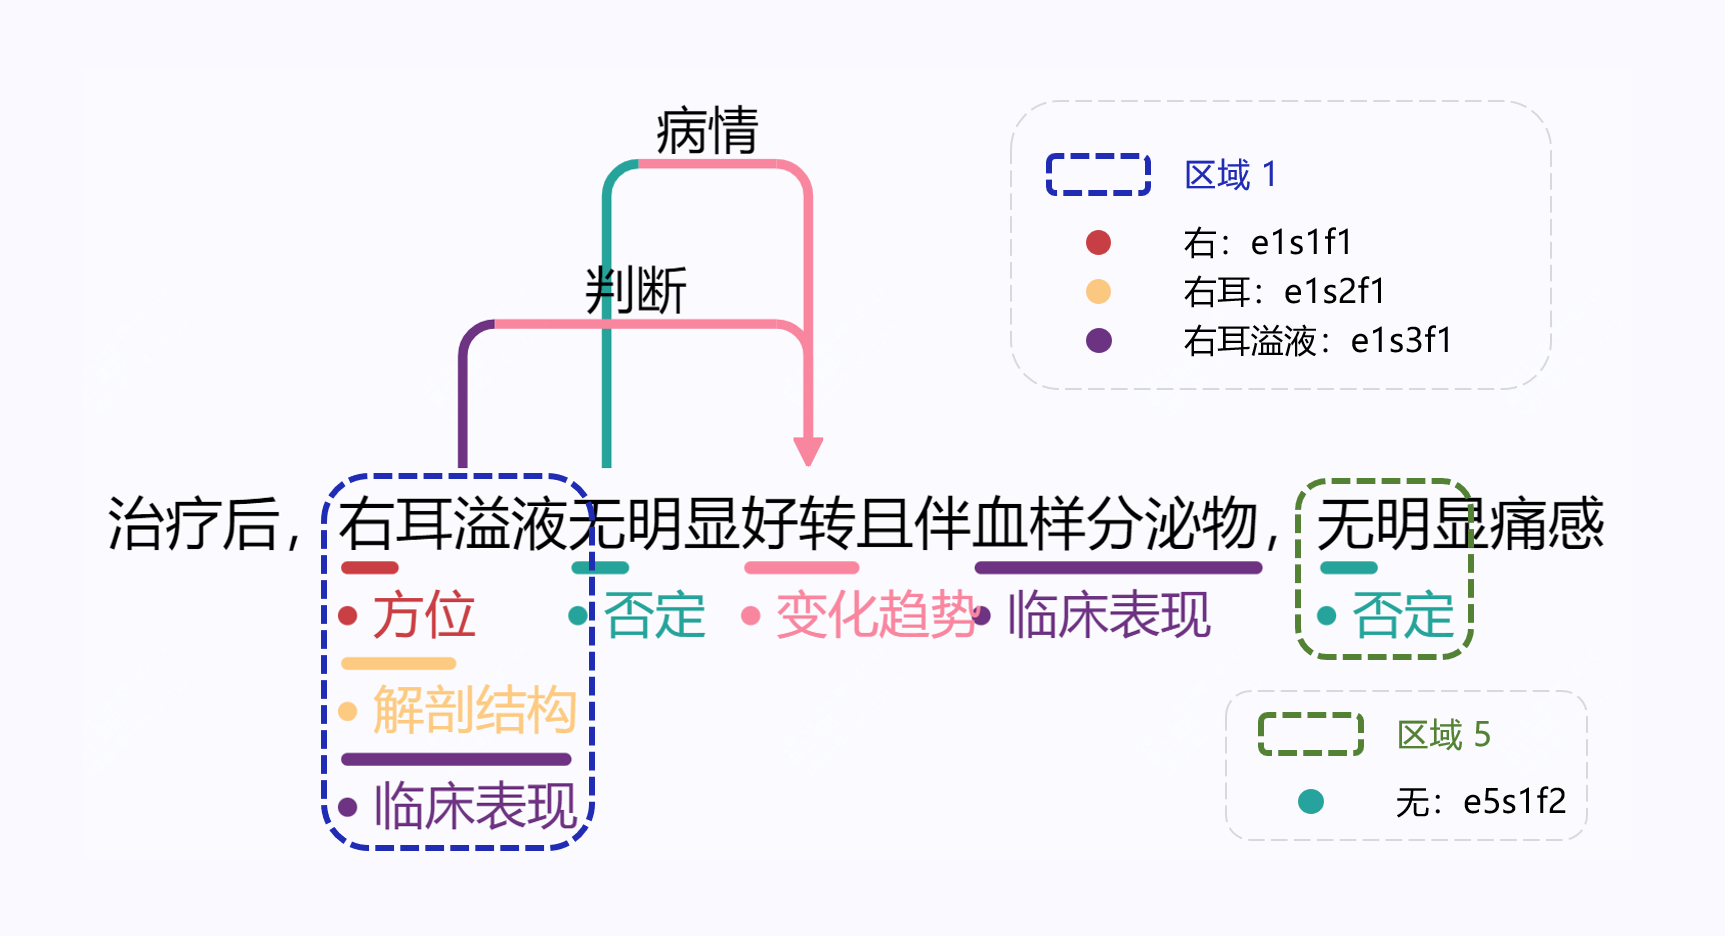 病情
判断
区域 1
右：e1s1f1
右耳：e1s2f1
右耳溢液：e1s3f1
治疗后，右耳溢液无明显好转且伴血样分泌物，无明显痛感
方位
否定
变化趋势
临床表现
否定
解剖结构
临床表现
区域 5
无：e5s1f2